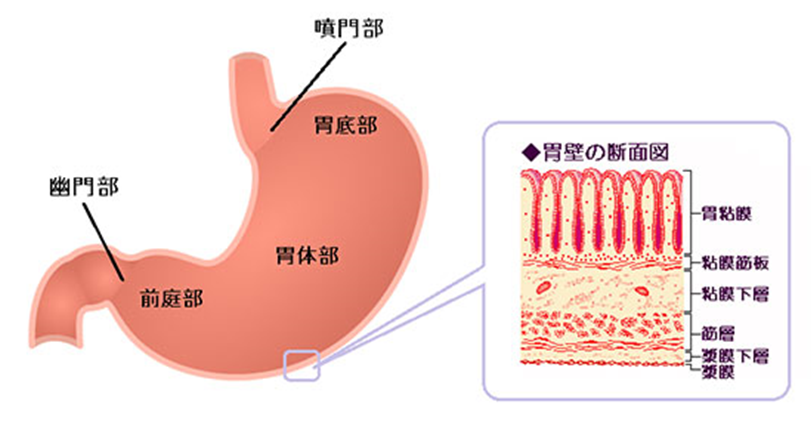 噴門部
胃底部
幽門部
胃体部
前庭部
◆胃壁の断面図
胃粘膜
粘膜筋板
粘膜下層
筋層
漿膜下層
漿膜